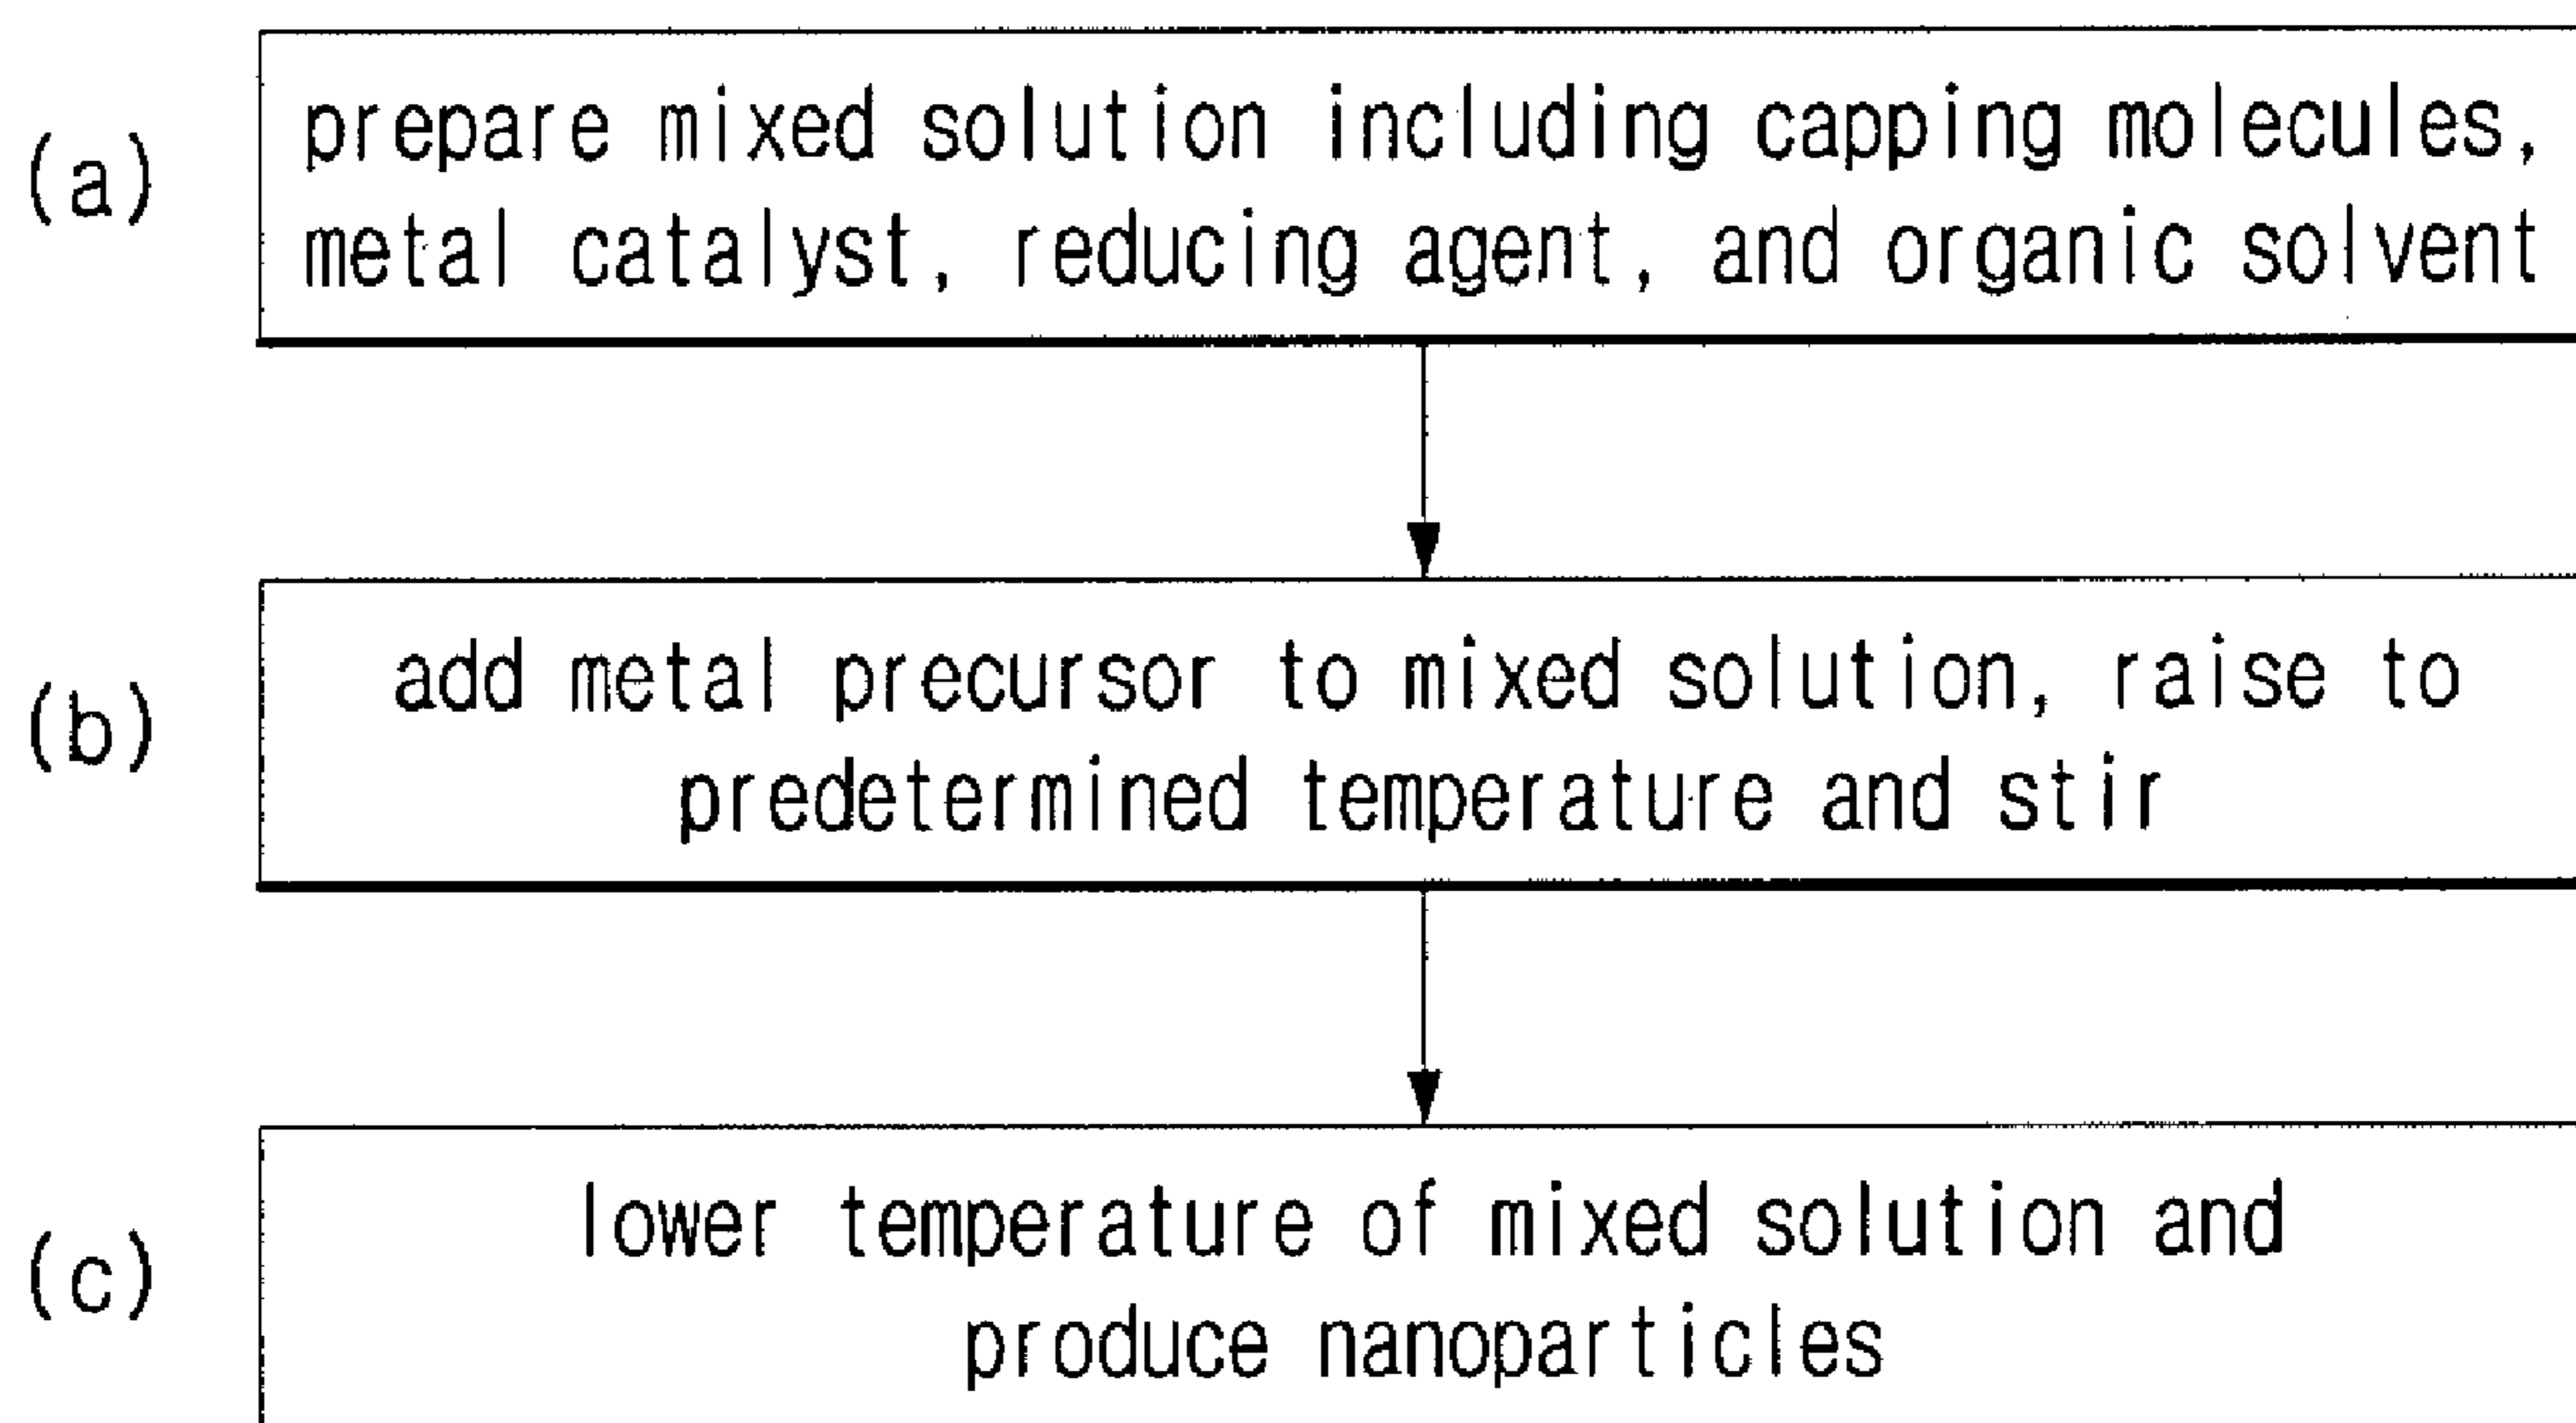 (a)
prepare mixed solution including capping molecules,
metal catalyst, reducing agent, and organic solvent
(b)
add metal precursor to mixed solution, raise to
predetermined temperature and stir
(c)
lower temperature of mixed solution and
produce nanoparticles